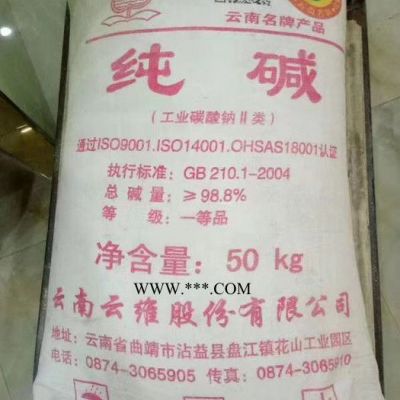 云南名牌产品
纯碱
（工业碳酸钠Ⅱ类）
通过ISO9001.ISO14001.OHSAS18001认证
执行标准：GB 210.1-2004
总碱量：≥98.8%
等级：一等品
净含量：50 kg
WWW.***.COM
云南云维股份有限公司
地址：云南省曲靖市沾益县盘江镇花山工业园区
电话：0874-3065905 传真：0874-3065910